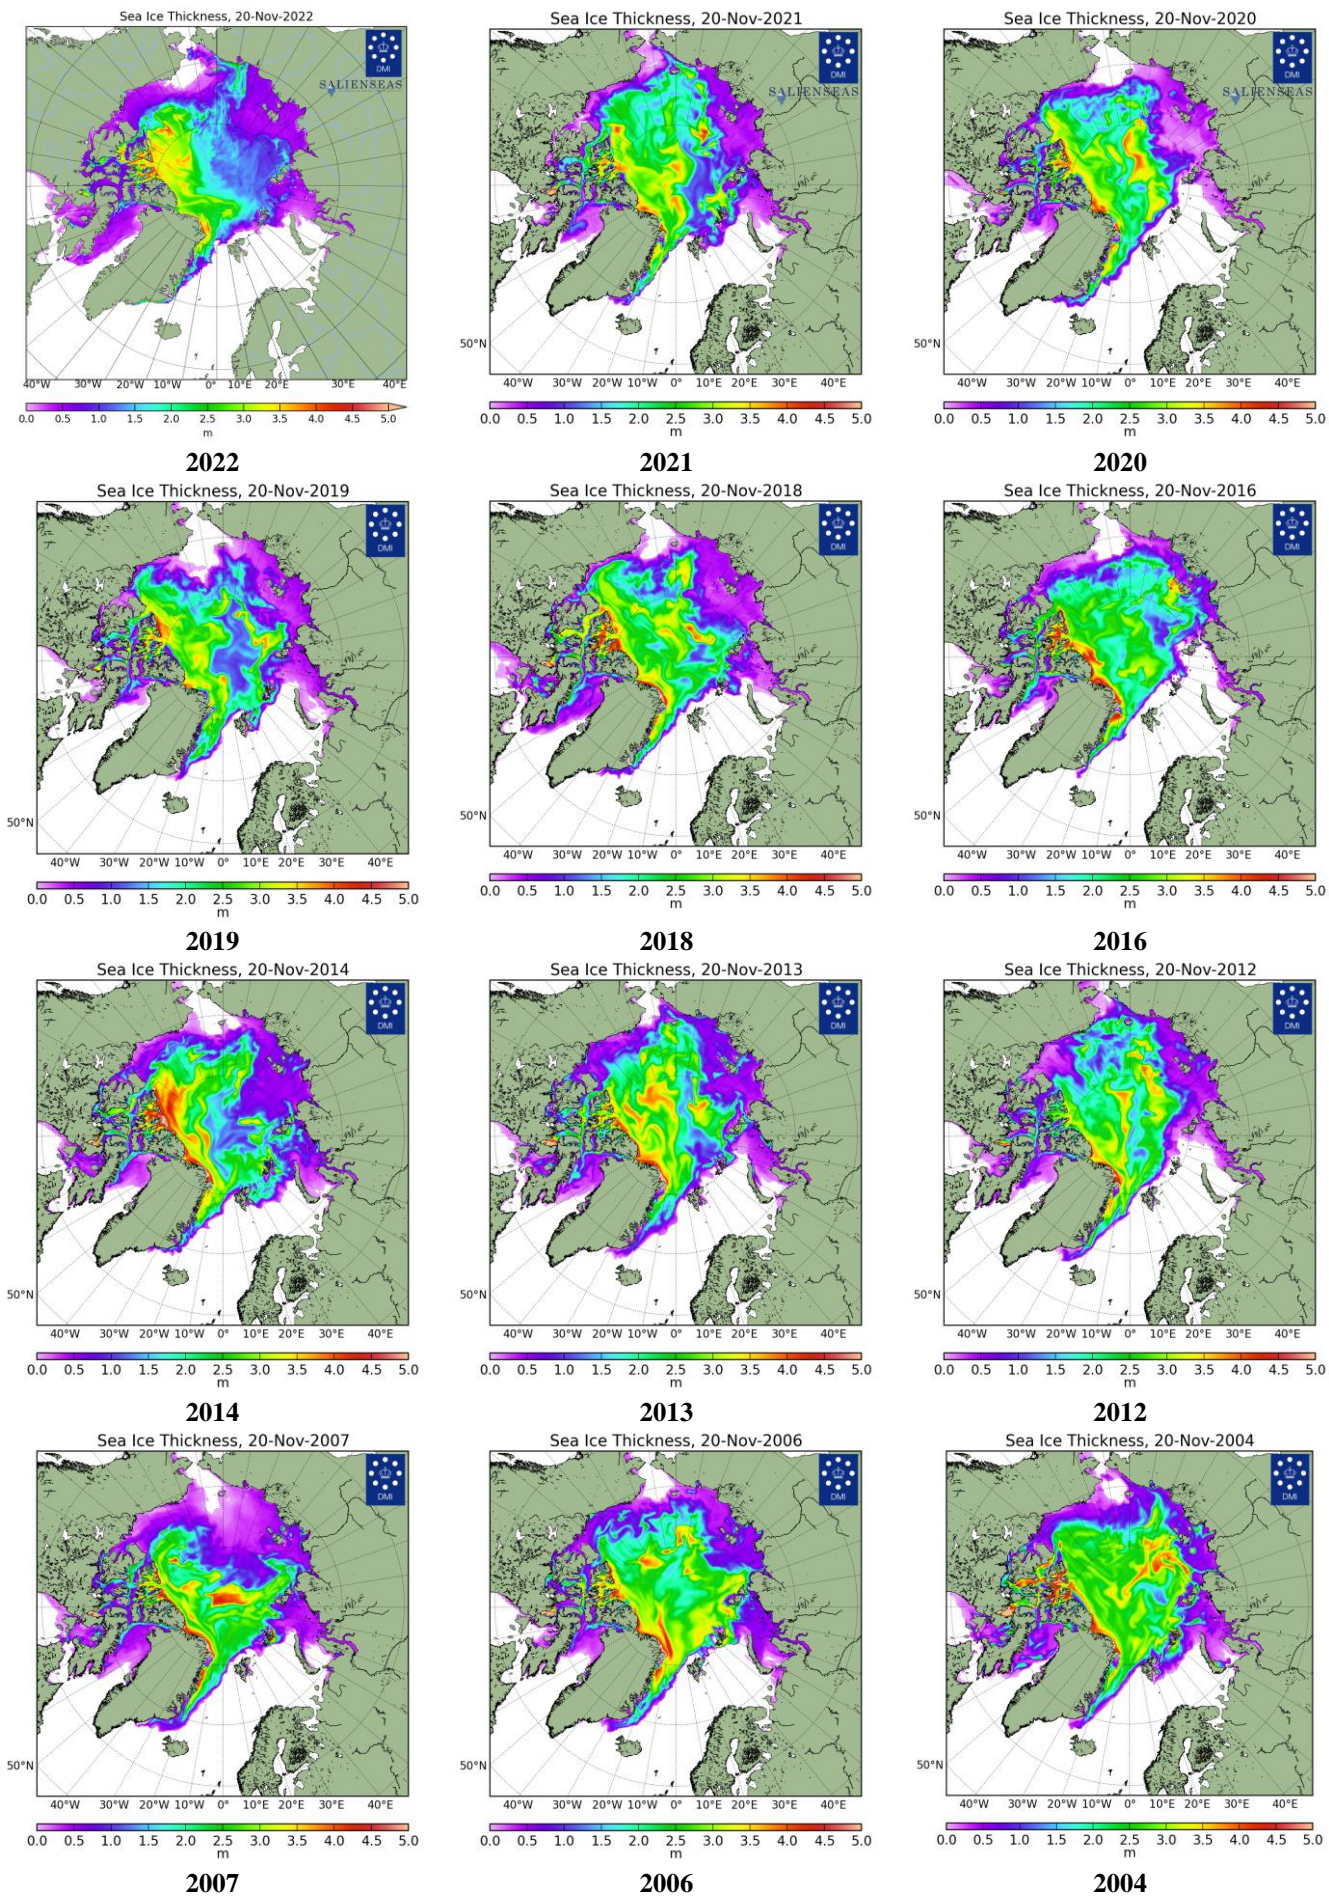 Sea Ice Thickness, 20-Nov-2022
DMI
SALIENSEAS
40°W 30°W 20°W 10°W 0° 10°E 20°E 30°E 40°E
0.0 0.5 1.0 1.5 2.0 2.5 3.0 3.5 4.0 4.5 5.0
m
2022
Sea Ice Thickness, 20-Nov-2021
DMI
SALIENSEAS
50°N
40°W 30°W 20°W 10°W 0° 10°E 20°E 30°E 40°E
0.0 0.5 1.0 1.5 2.0 2.5 3.0 3.5 4.0 4.5 5.0
m
2021
Sea Ice Thickness, 20-Nov-2020
DMI
SALIENSEAS
50°N
40°W 30°W 20°W 10°W 0° 10°E 20°E 30°E 40°E
0.0 0.5 1.0 1.5 2.0 2.5 3.0 3.5 4.0 4.5 5.0
m
2020
Sea Ice Thickness, 20-Nov-2019
DMI
50°N
40°W 30°W 20°W 10°W 0° 10°E 20°E 30°E 40°E
0.0 0.5 1.0 1.5 2.0 2.5 3.0 3.5 4.0 4.5 5.0
m
2019
Sea Ice Thickness, 20-Nov-2018
DMI
50°N
40°W 30°W 20°W 10°W 0° 10°E 20°E 30°E 40°E
0.0 0.5 1.0 1.5 2.0 2.5 3.0 3.5 4.0 4.5 5.0
m
2018
Sea Ice Thickness, 20-Nov-2016
DMI
50°N
40°W 30°W 20°W 10°W 0° 10°E 20°E 30°E 40°E
0.0 0.5 1.0 1.5 2.0 2.5 3.0 3.5 4.0 4.5 5.0
m
2016
Sea Ice Thickness, 20-Nov-2014
DMI
50°N
40°W 30°W 20°W 10°W 0° 10°E 20°E 30°E 40°E
0.0 0.5 1.0 1.5 2.0 2.5 3.0 3.5 4.0 4.5 5.0
m
2014
Sea Ice Thickness, 20-Nov-2013
DMI
50°N
40°W 30°W 20°W 10°W 0° 10°E 20°E 30°E 40°E
0.0 0.5 1.0 1.5 2.0 2.5 3.0 3.5 4.0 4.5 5.0
m
2013
Sea Ice Thickness, 20-Nov-2012
DMI
50°N
40°W 30°W 20°W 10°W 0° 10°E 20°E 30°E 40°E
0.0 0.5 1.0 1.5 2.0 2.5 3.0 3.5 4.0 4.5 5.0
m
2012
Sea Ice Thickness, 20-Nov-2007
DMI
50°N
40°W 30°W 20°W 10°W 0° 10°E 20°E 30°E 40°E
0.0 0.5 1.0 1.5 2.0 2.5 3.0 3.5 4.0 4.5 5.0
m
2007
Sea Ice Thickness, 20-Nov-2006
DMI
50°N
40°W 30°W 20°W 10°W 0° 10°E 20°E 30°E 40°E
0.0 0.5 1.0 1.5 2.0 2.5 3.0 3.5 4.0 4.5 5.0
m
2006
Sea Ice Thickness, 20-Nov-2004
DMI
50°N
40°W 30°W 20°W 10°W 0° 10°E 20°E 30°E 40°E
0.0 0.5 1.0 1.5 2.0 2.5 3.0 3.5 4.0 4.5 5.0
m
2004